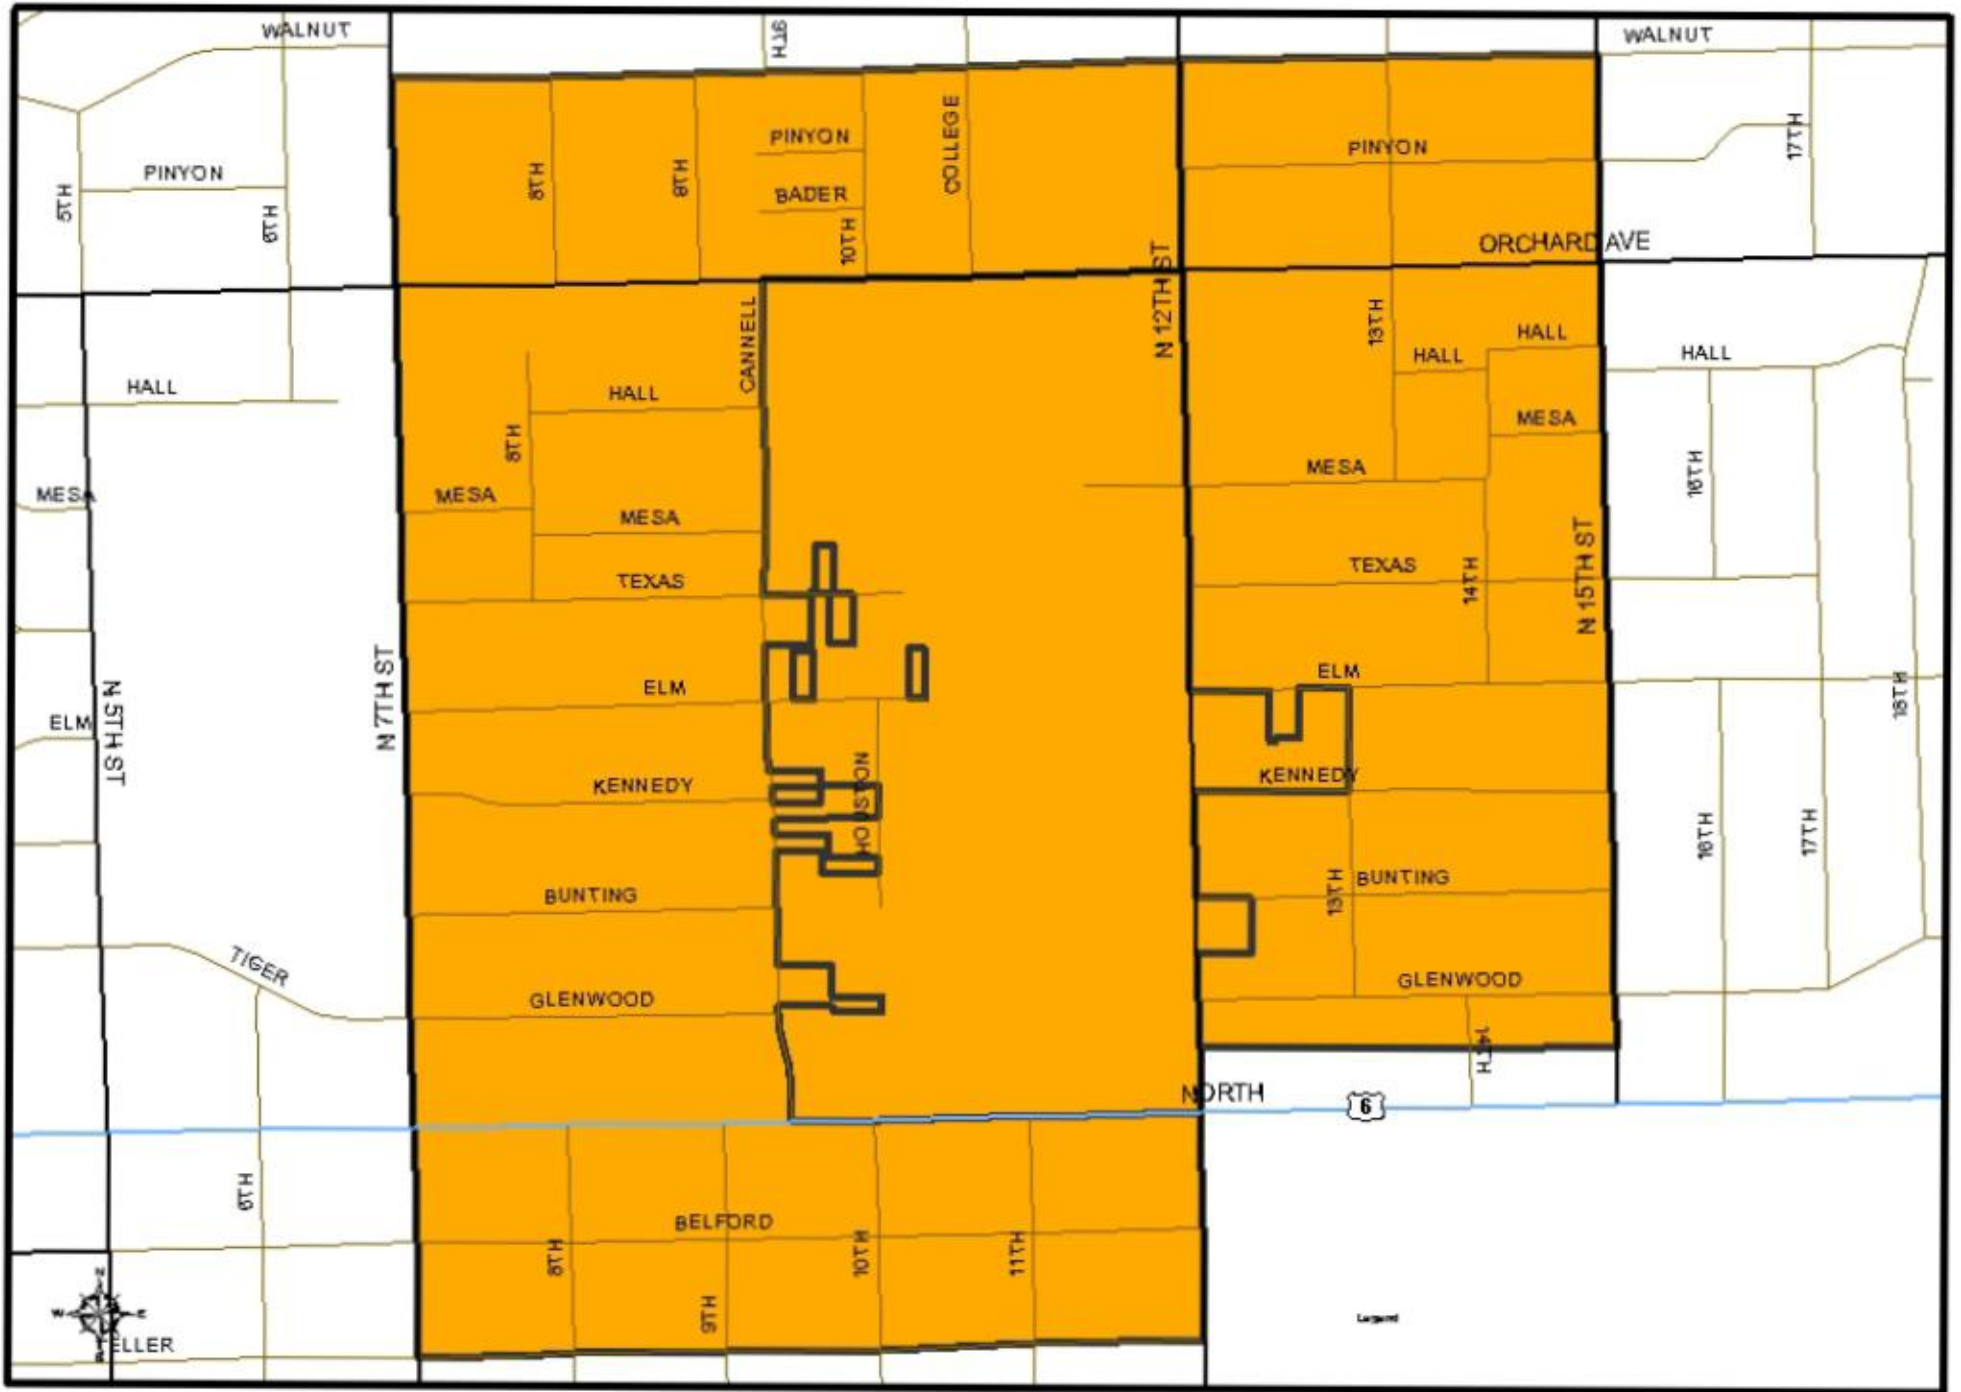 WALNUT
9TH
WALNUT
PINYON
COLLEGE
PINYON
17TH
5TH
PINYON
6TH
8TH
8TH
BADER
10TH
ORCHARD AVE
N 12TH ST
CANNELL
13TH
HALL
HALL
HALL
HALL
HALL
8TH
MESA
MESA
MESA
MESA
MESA
16TH
TEXAS
TEXAS
14TH
N 15TH ST
N 7TH ST
N 5TH ST
ELM
ELM
ELM
18TH
KENNEDY
HOUSTON
KENNEDY
16TH
17TH
BUNTING
13TH
BUNTING
TIGER
GLENWOOD
GLENWOOD
14TH
NORTH
6
6TH
BELFORD
8TH
9TH
10TH
11TH
N
W
E
S
ELLER
Legend